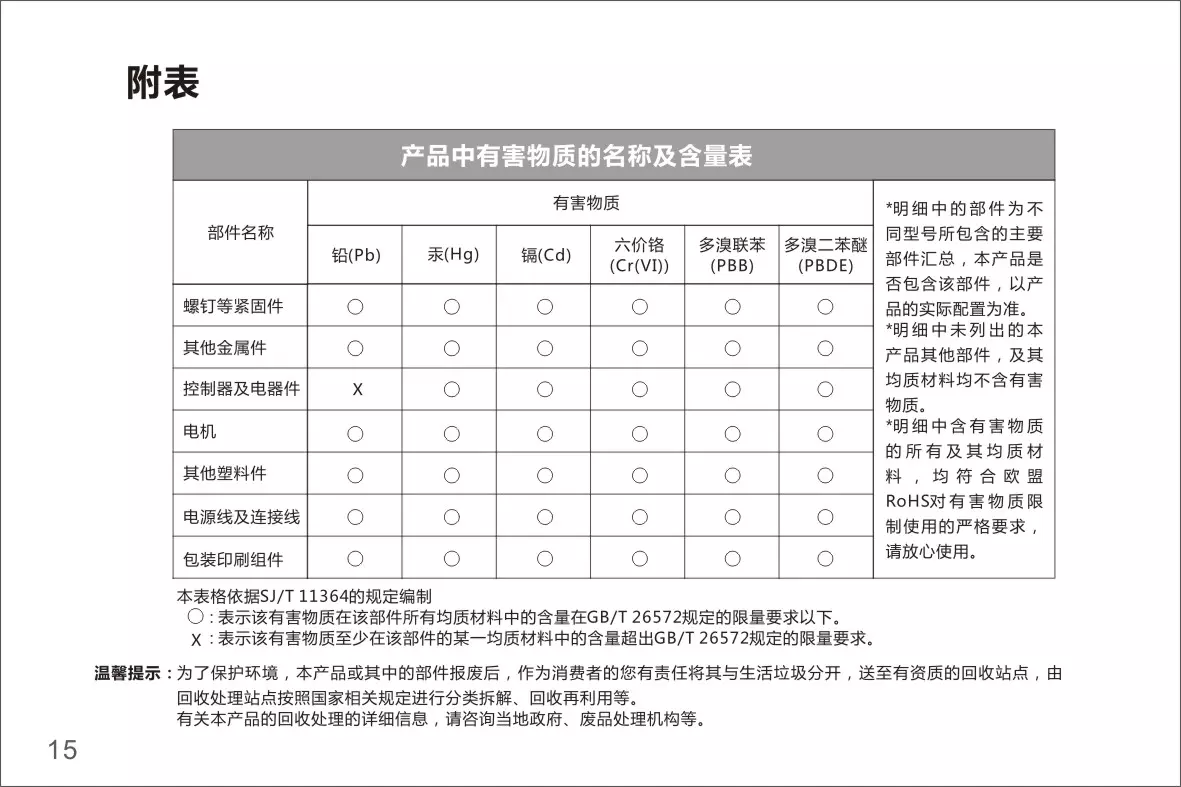 附表
产品中有害物质的名称及含量表
部件名称
有害物质
铅(Pb)
汞(Hg)
镉(Cd)
六价铬
(Cr(VI))
多溴联苯
(PBB)
多溴二苯醚
(PBDE)
螺钉等紧固件 ○ ○ ○ ○ ○ ○
其他金属件 ○ ○ ○ ○ ○ ○
控制器及电器件 X ○ ○ ○ ○ ○
电机 ○ ○ ○ ○ ○ ○
其他塑料件 ○ ○ ○ ○ ○ ○
电源线及连接线 ○ ○ ○ ○ ○ ○
包装印刷组件 ○ ○ ○ ○ ○ ○
*明细中的部件为不
同型号所包含的主要
部件汇总，本产品是
否包含该部件，以产
品的实际配置为准。
*明细中未列出的本
产品其他部件，及其
均质材料均不含有害
物质。
*明细中含有害物质
的所有及其均质材
料，均符合欧盟
RoHS对有害物质限
制使用的严格要求，
请放心使用。
本表格依据SJ/T 11364的规定编制
○：表示该有害物质在该部件所有均质材料中的含量在GB/T 26572规定的限量要求以下。
X：表示该有害物质至少在该部件的某一均质材料中的含量超出GB/T 26572规定的限量要求。
温馨提示：为了保护环境，本产品或其中的部件报废后，作为消费者的您有责任将其与生活垃圾分开，送至有资质的回收站点，由
回收处理站点按照国家相关规定进行分类拆解、回收再利用等。
有关本产品的回收处理的详细信息，请咨询当地政府、废品处理机构等。
15